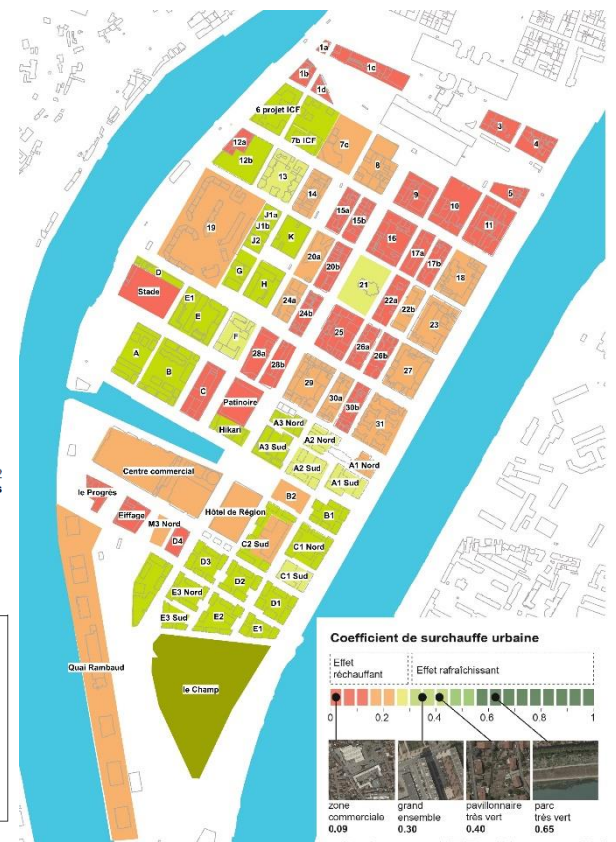 1a
1b
1c
1d
6 projet ICF
7b ICF
7c
8
3
4
12a
12b
13
14
9
10
5
11
15a
15b
16
17a
17b
18
19
J1a
J1b
J2
K
20a
20b
21
G
H
24a
24b
22a
22b
23
D
Stade
E1
E
F
25
26a
26b
27
A
B
C
28a
28b
29
30a
30b
31
Patinoire
Hikari
A3 Nord
A3 Sud
A2 Nord
A2 Sud
A1 Nord
A1 Sud
Centre commercial
le Progrès
Eiffage
M3 Nord
D4
Hôtel de Région
B2
B1
C2 Sud
C1 Nord
C1 Sud
D3
D2
D1
E3 Nord
E3 Sud
E2
E1
Quai Rambaud
le Champ
Coefficient de surchauffe urbaine
Effet
réchauffant
Effet rafraîchissant
0 0.2 0.4 0.6 0.8 1
zone
commerciale
0.09
grand
ensemble
0.30
pavillonnaire
très vert
0.40
parc
très vert
0.65